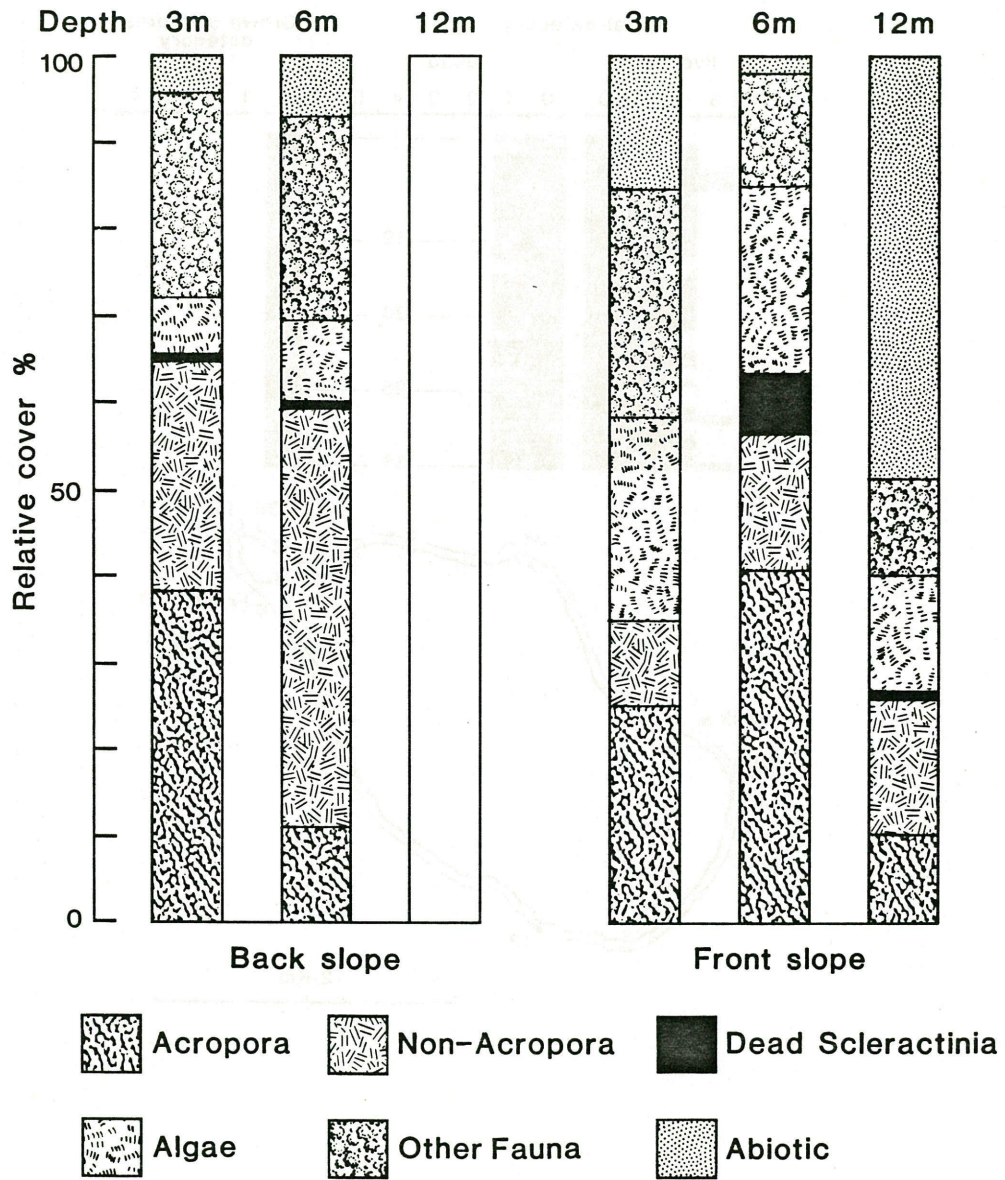 Depth 3m 6m 12m 3m 6m 12m
100
50
0
Relative cover %
Back slope Front slope
Acropora Non-Acropora Dead Scleractinia
Algae Other Fauna Abiotic